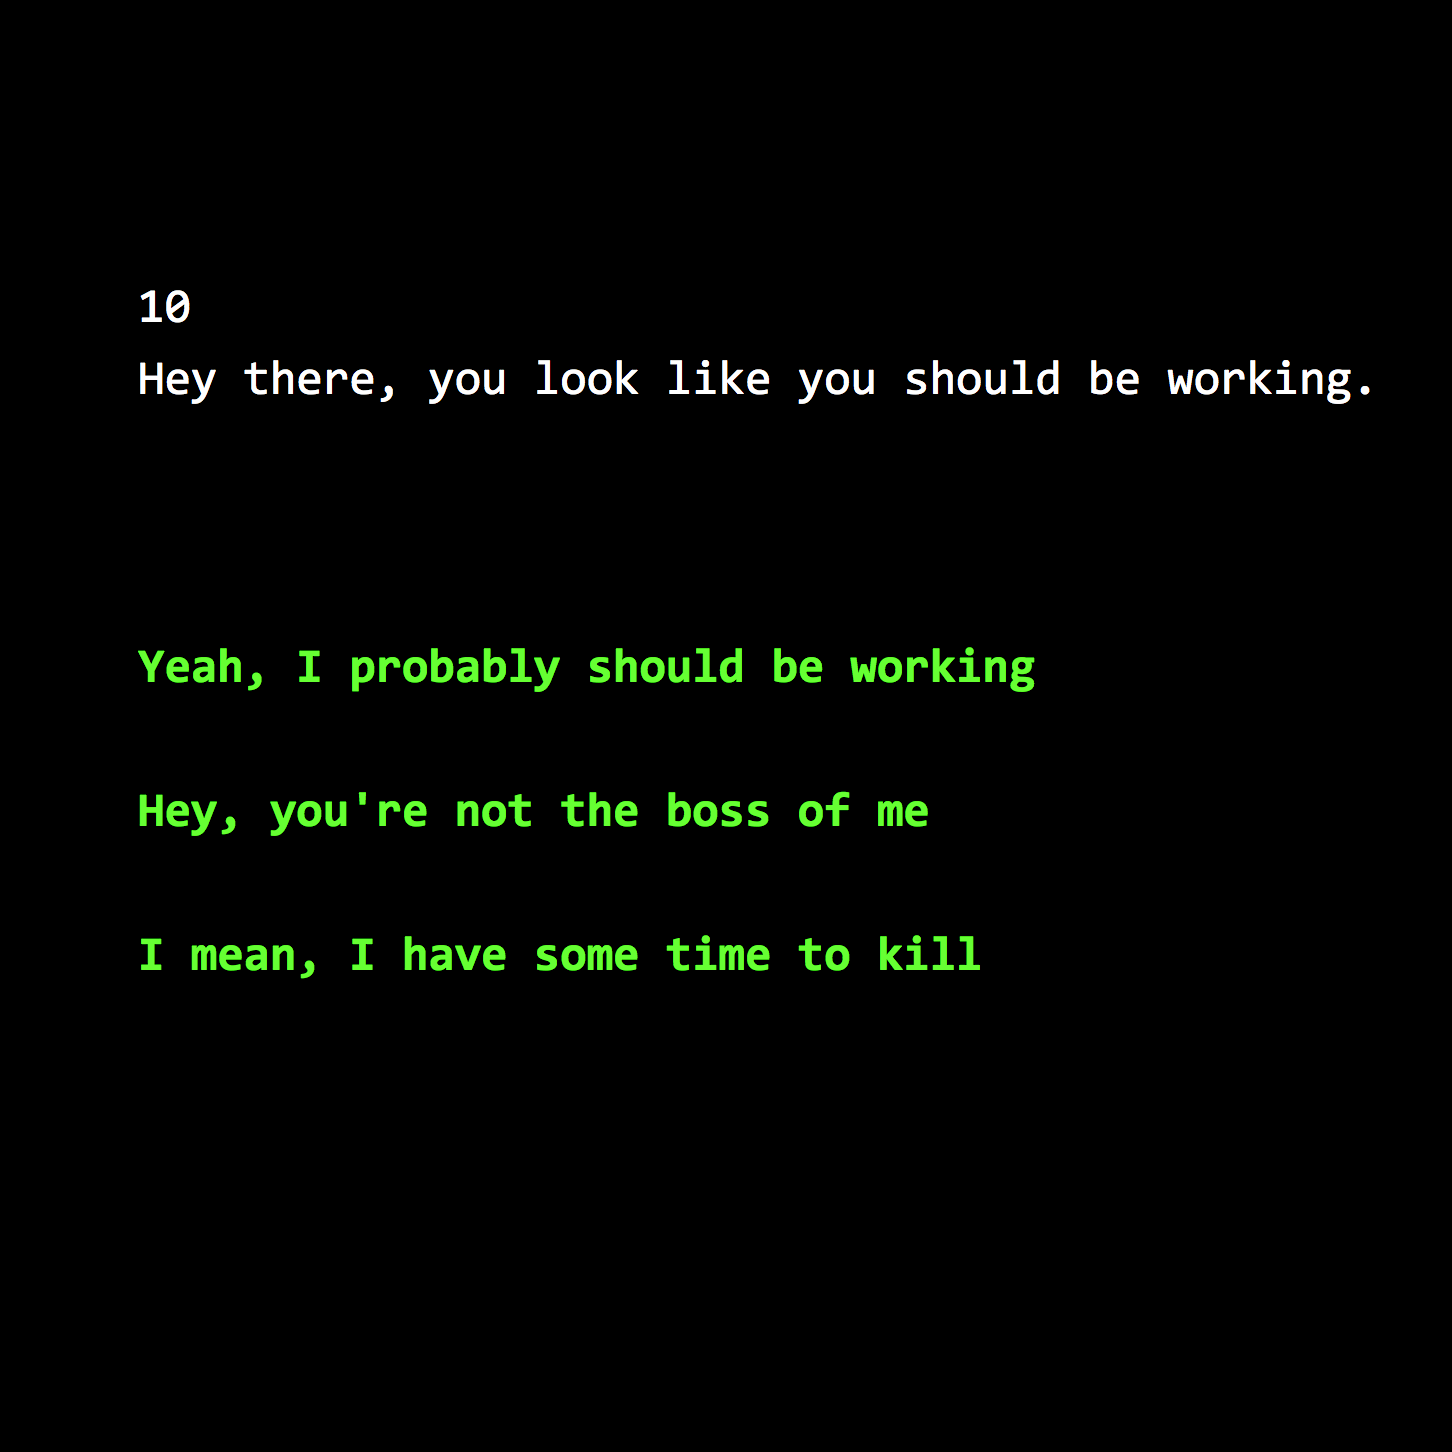 10
Hey there, you look like you should be working.
Yeah, I probably should be working
Hey, you're not the boss of me
I mean, I have some time to kill